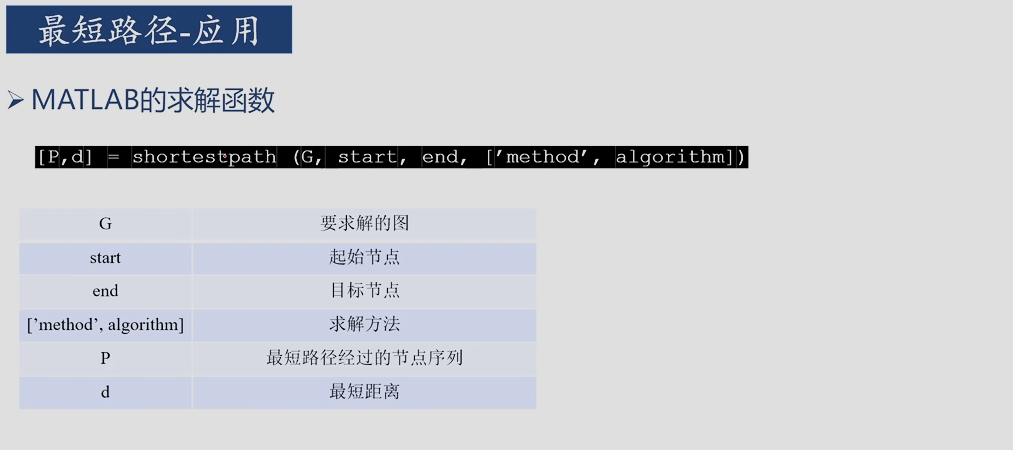 最短路径-应用
MATLAB的求解函数
[P,d] = shortestpath (G, start, end, ['method', algorithm])
G 要求解的图
start 起始节点
end 目标节点
['method', algorithm] 求解方法
P 最短路径经过的节点序列
d 最短距离